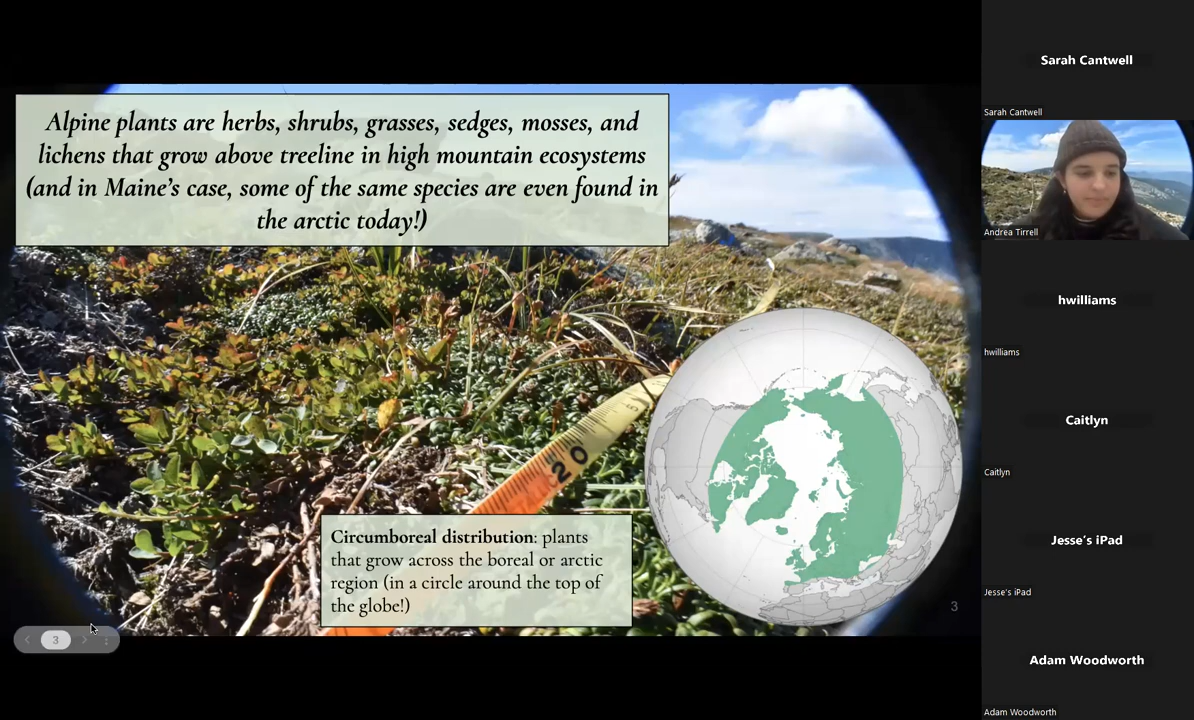 Alpine plants are herbs, shrubs, grasses, sedges, mosses, and
lichens that grow above treeline in high mountain ecosystems
(and in Maine's case, some of the same species are even found in
the arctic today!)
20
5
Circumboreal distribution: plants
that grow across the boreal or arctic
region (in a circle around the top of
the globe!)
3
3
Sarah Cantwell
Sarah Cantwell
Andrea Tirrell
hwilliams
hwilliams
Caitlyn
Caitlyn
Jesse's iPad
Jesse's iPad
Adam Woodworth
Adam Woodworth